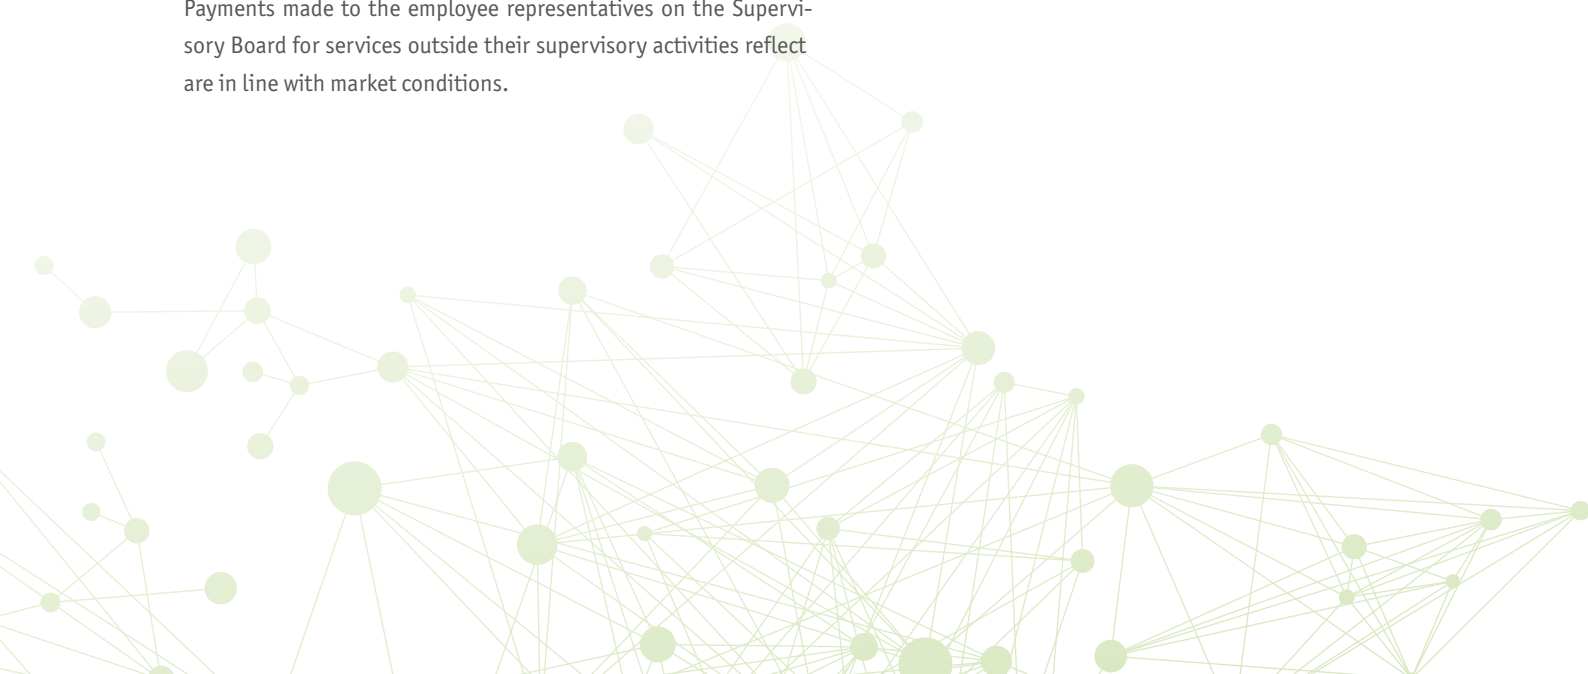 Payments made to the employee representatives on the Supervi-
sory Board for services outside their supervisory activities reflect
are in line with market conditions.